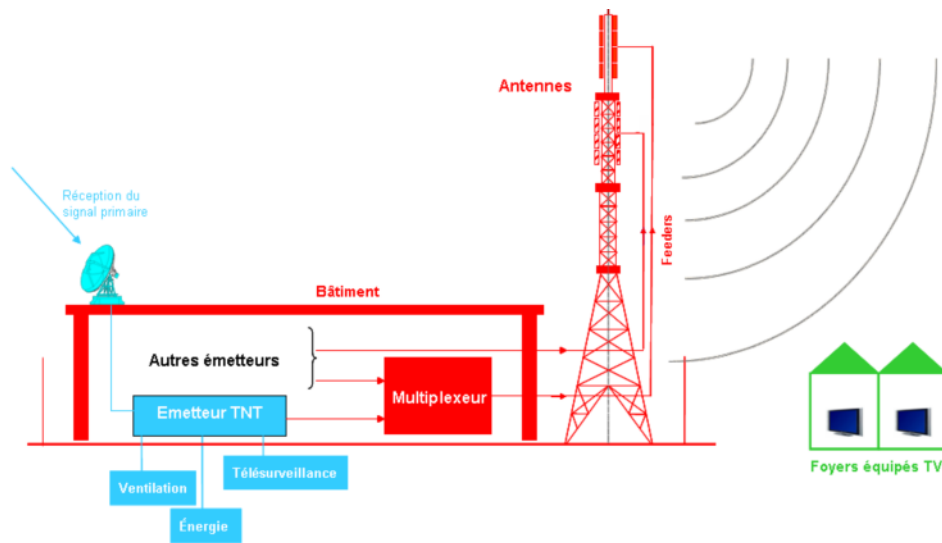 Antennes
Réception du
signal primaire
Feeders
Bâtiment
Autres émetteurs
Multiplexeur
Emetteur TNT
Télésurveillance
Ventilation
Énergie
Foyers équipés TV